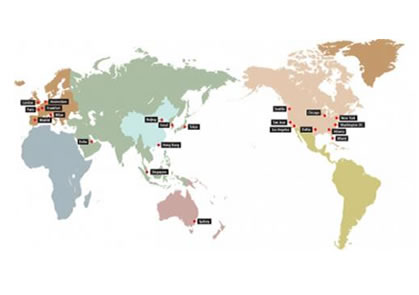 London
Amsterdam
Paris
Frankfurt
Milan
Madrid
Dubai
Beijing
Seoul
Tokyo
Hong Kong
Singapore
Sydney
Seattle
San Jose
Los Angeles
Chicago
New York
Washington DC
Dallas
Miami